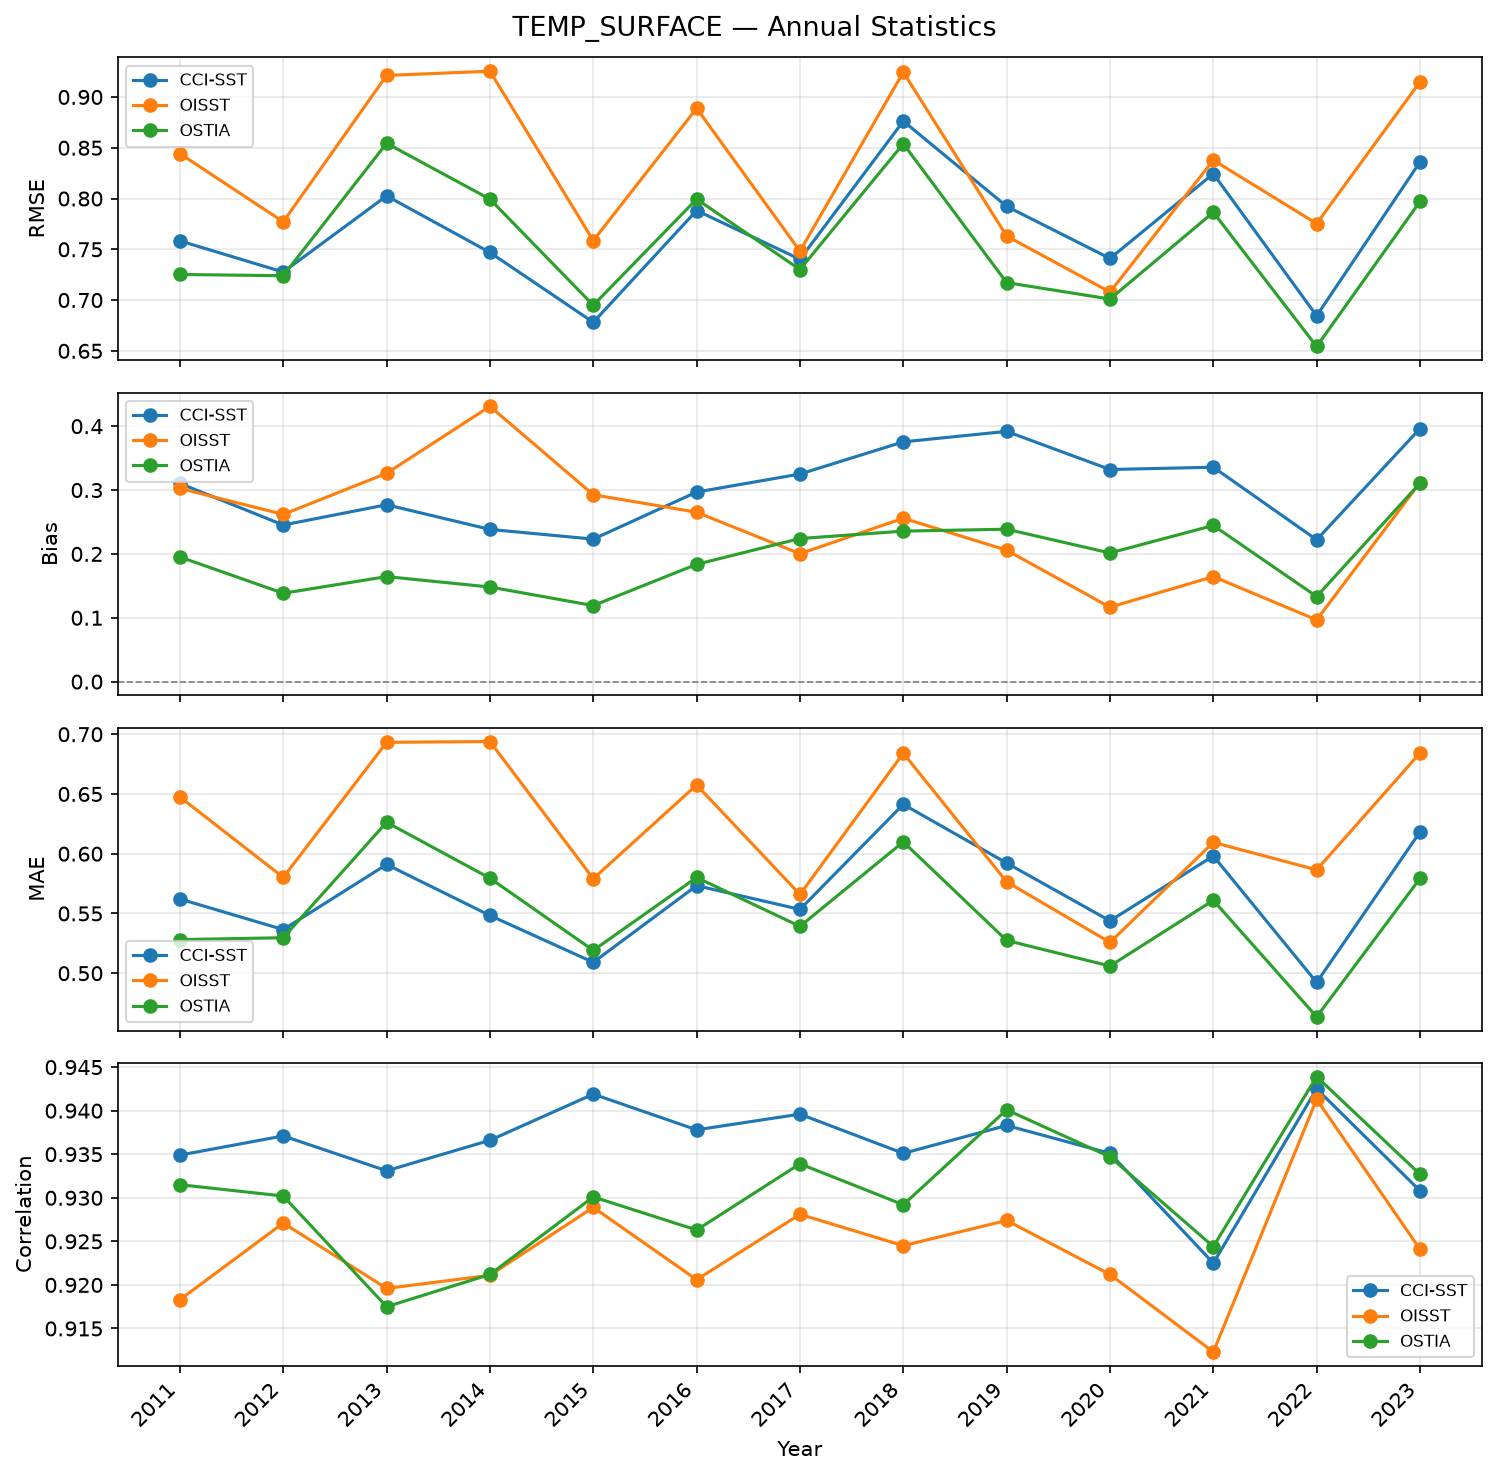 TEMP_SURFACE — Annual Statistics
CCI-SST
OISST
OSTIA
RMSE
0.90
0.85
0.80
0.75
0.70
0.65
CCI-SST
OISST
OSTIA
Bias
0.4
0.3
0.2
0.1
0.0
MAE
0.70
0.65
0.60
0.55
0.50
CCI-SST
OISST
OSTIA
Correlation
0.945
0.940
0.935
0.930
0.925
0.920
0.915
CCI-SST
OISST
OSTIA
2011
2012
2013
2014
2015
2016
2017
2018
2019
2020
2021
2022
2023
Year